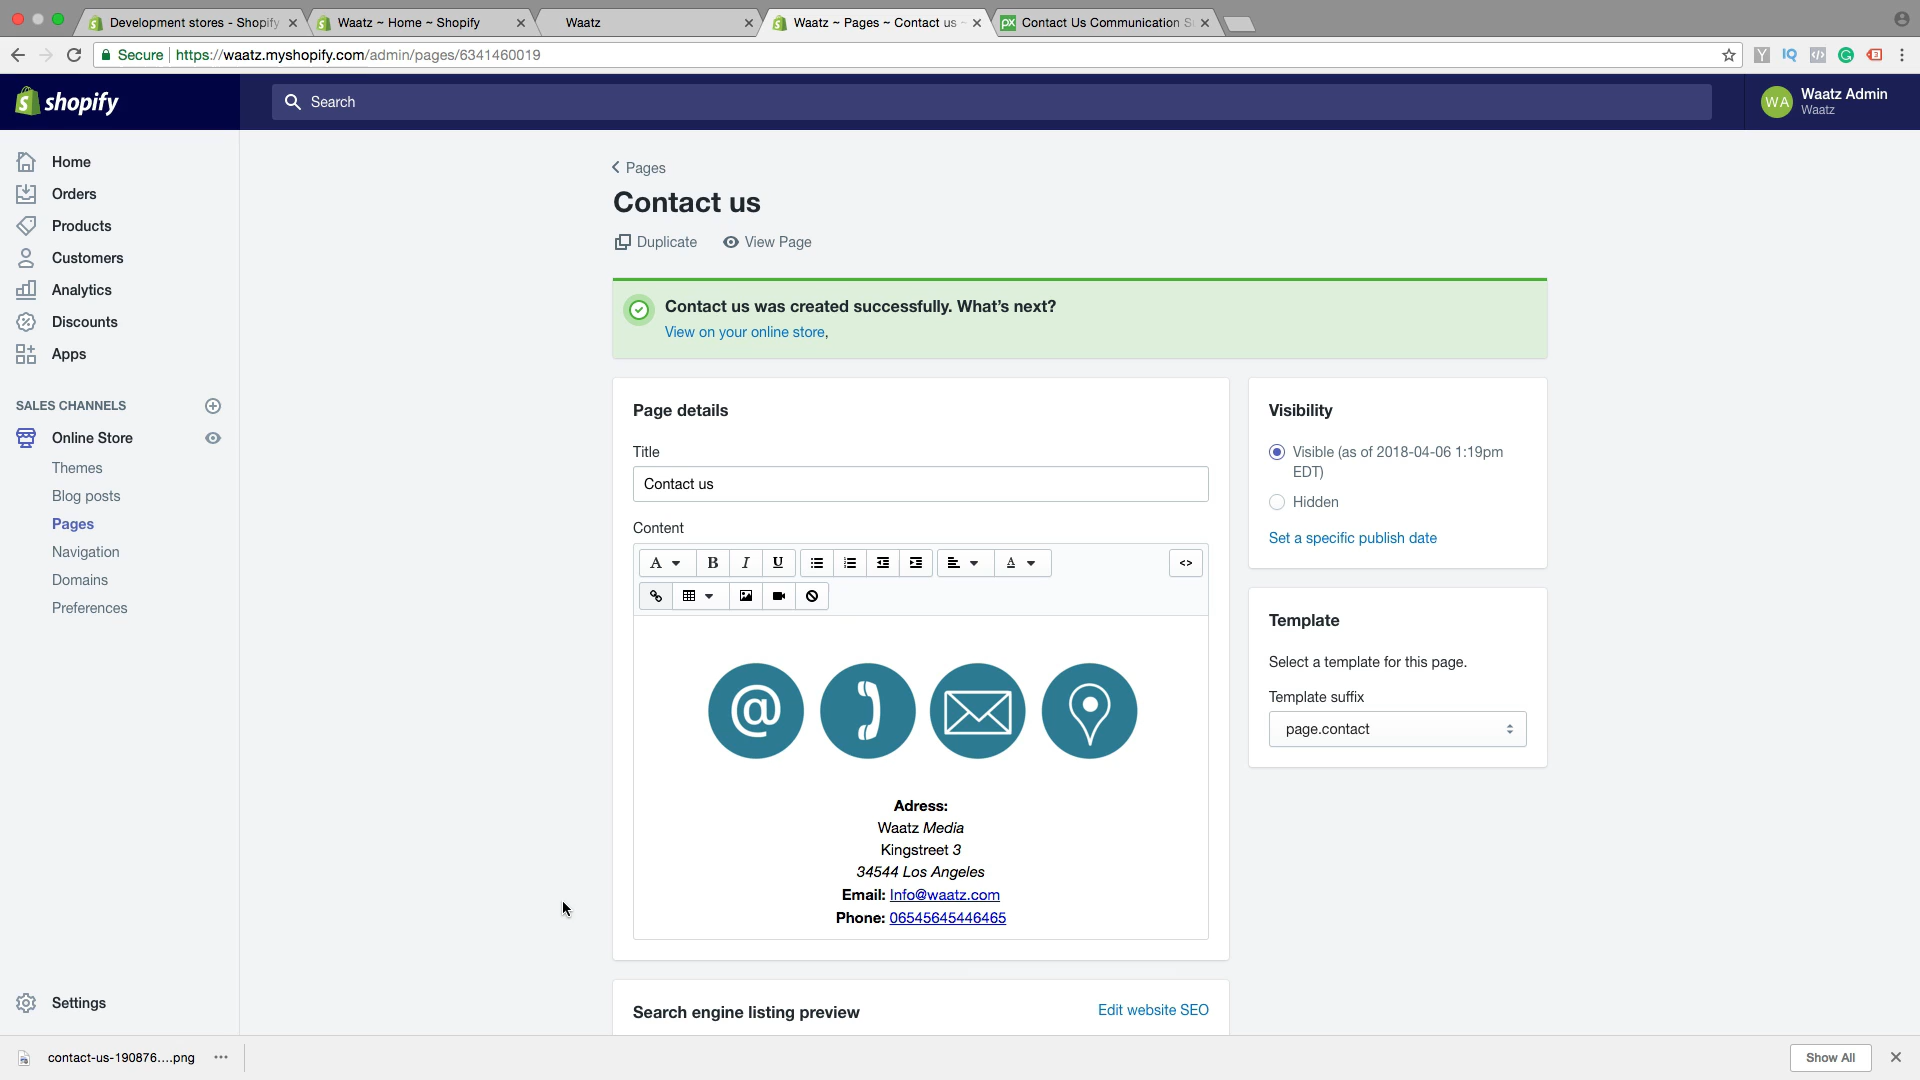 Development stores - Shopify
Waatz ~ Home ~ Shopify
Waatz
Waatz ~ Pages ~ Contact us ~
Contact Us Communication S
Secure
https://waatz.myshopify.com/admin/pages/6341460019
shopify
Search
WA
Waatz Admin
Waatz
Home
Orders
Products
Customers
Analytics
Discounts
Apps
SALES CHANNELS
Online Store
Themes
Blog posts
Pages
Navigation
Domains
Preferences
Settings
Pages
Contact us
Duplicate
View Page
Contact us was created successfully. What's next?
View on your online store,
Page details
Title
Contact us
Content
A
B
I
U
A
<>
@
Adress:
Waatz Media
Kingstreet 3
34544 Los Angeles
Email: Info@waatz.com
Phone: 06545645446465
Search engine listing preview
Edit website SEO
Visibility
Visible (as of 2018-04-06 1:19pm
EDT)
Hidden
Set a specific publish date
Template
Select a template for this page.
Template suffix
page.contact
contact-us-190876....png
Show All